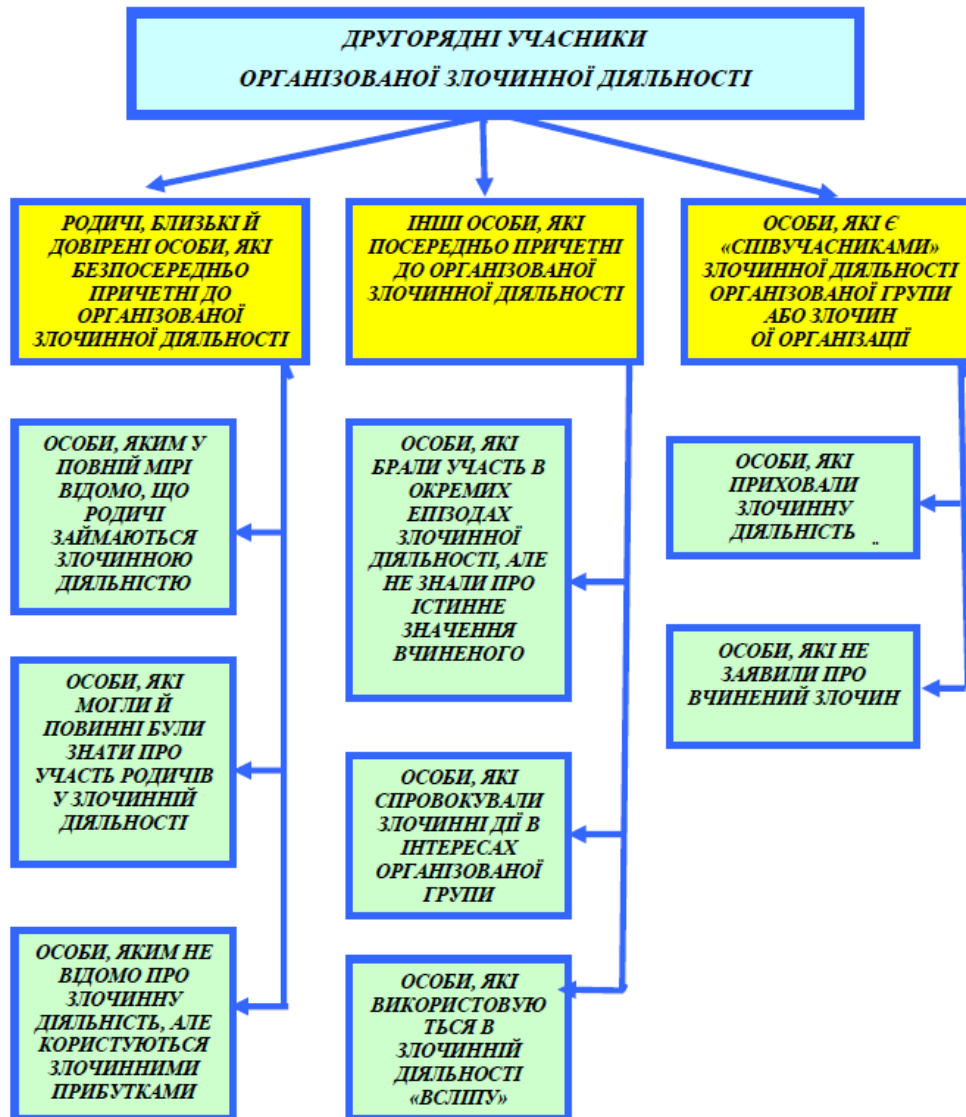 ДРУГОРЯДНІ УЧАСНИКИ
ОРГАНІЗОВАНОЇ ЗЛОЧИННОЇ ДІЯЛЬНОСТІ
РОДИЧІ, БЛИЗЬКІ Й
ДОВІРЕНІ ОСОБИ, ЯКІ
БЕЗПОСЕРЕДНЬО
ПРИЧЕТНІ ДО
ОРГАНІЗОВАНОЇ
ЗЛОЧИННОЇ ДІЯЛЬНОСТІ
ОСОБИ, ЯКИМ У
ПОВНІЙ МІРІ
ВІДОМО, ЩО
РОДИЧІ
ЗАЙМАЮТЬСЯ
ЗЛОЧИННОЮ
ДІЯЛЬНІСТЮ
ОСОБИ, ЯКІ
МОГЛИ Й
ПОВИННІ БУЛИ
ЗНАТИ ПРО
УЧАСТЬ РОДИЧІВ
У ЗЛОЧИННІЙ
ДІЯЛЬНОСТІ
ОСОБИ, ЯКИМ НЕ
ВІДОМО ПРО
ЗЛОЧИННУ
ДІЯЛЬНІСТЬ, АЛЕ
КОРИСТУЮТЬСЯ
ЗЛОЧИННИМИ
ПРИБУТКАМИ
ІНШІ ОСОБИ, ЯКІ
ПОСЕРЕДНЬО ПРИЧЕТНІ
ДО ОРГАНІЗОВАНОЇ
ЗЛОЧИННОЇ ДІЯЛЬНОСТІ
ОСОБИ, ЯКІ
БРАЛИ УЧАСТЬ В
ОКРЕМИХ
ЕПІЗОДАХ
ЗЛОЧИННОЇ
ДІЯЛЬНОСТІ, АЛЕ
НЕ ЗНАЛИ ПРО
ІСТИННЕ
ЗНАЧЕННЯ
ВЧИНЕНОГО
ОСОБИ, ЯКІ
СПРОВОКУВАЛИ
ЗЛОЧИННІ ДІЇ В
ІНТЕРЕСАХ
ОРГАНІЗОВАНОЇ
ГРУПИ
ОСОБИ, ЯКІ
ВИКОРИСТОВУЮ
ТЬСЯ В
ЗЛОЧИННІЙ
ДІЯЛЬНОСТІ
«ВСЛІПУ»
ОСОБИ, ЯКІ Є
«СПІВУЧАСНИКАМИ»
ЗЛОЧИННОЇ ДІЯЛЬНОСТІ
ОРГАНІЗОВАНОЇ ГРУПИ
АБО ЗЛОЧИН
ОЇ ОРГАНІЗАЦІЇ
ОСОБИ, ЯКІ
ПРИХОВАЛИ
ЗЛОЧИННУ
ДІЯЛЬНІСТЬ
ОСОБИ, ЯКІ НЕ
ЗАЯВИЛИ ПРО
ВЧИНЕНИЙ ЗЛОЧИН